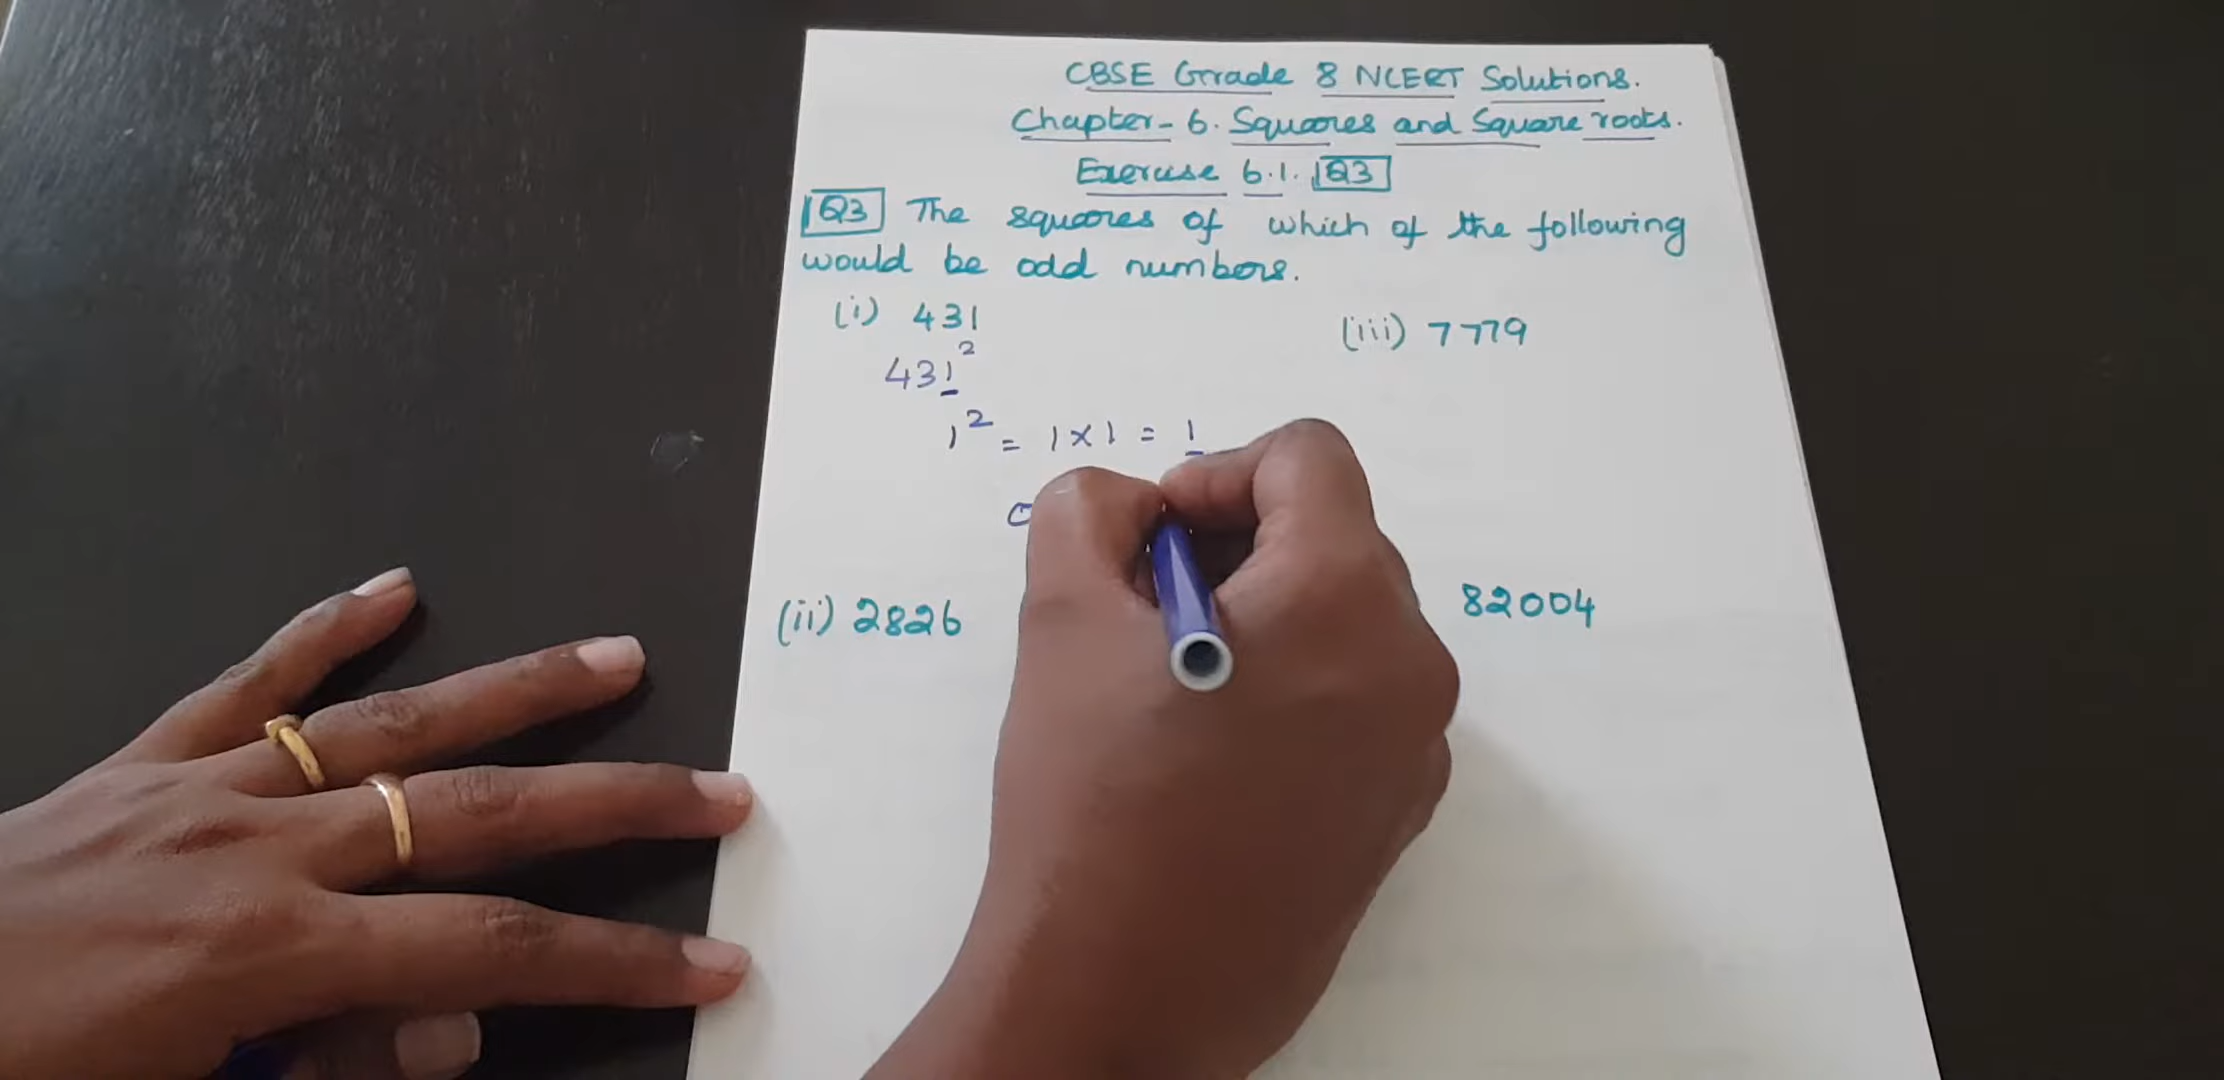 CBSE Grade 8 NCERT Solutions.
Chapter-6. Squares and Square roots.
Exercise 6.1. Q3
Q3 The squares of which of the following
would be odd numbers.
(i) 431
(iii) 7779
431²
1² = 1 × 1 = 1
(ii) 2826
82004